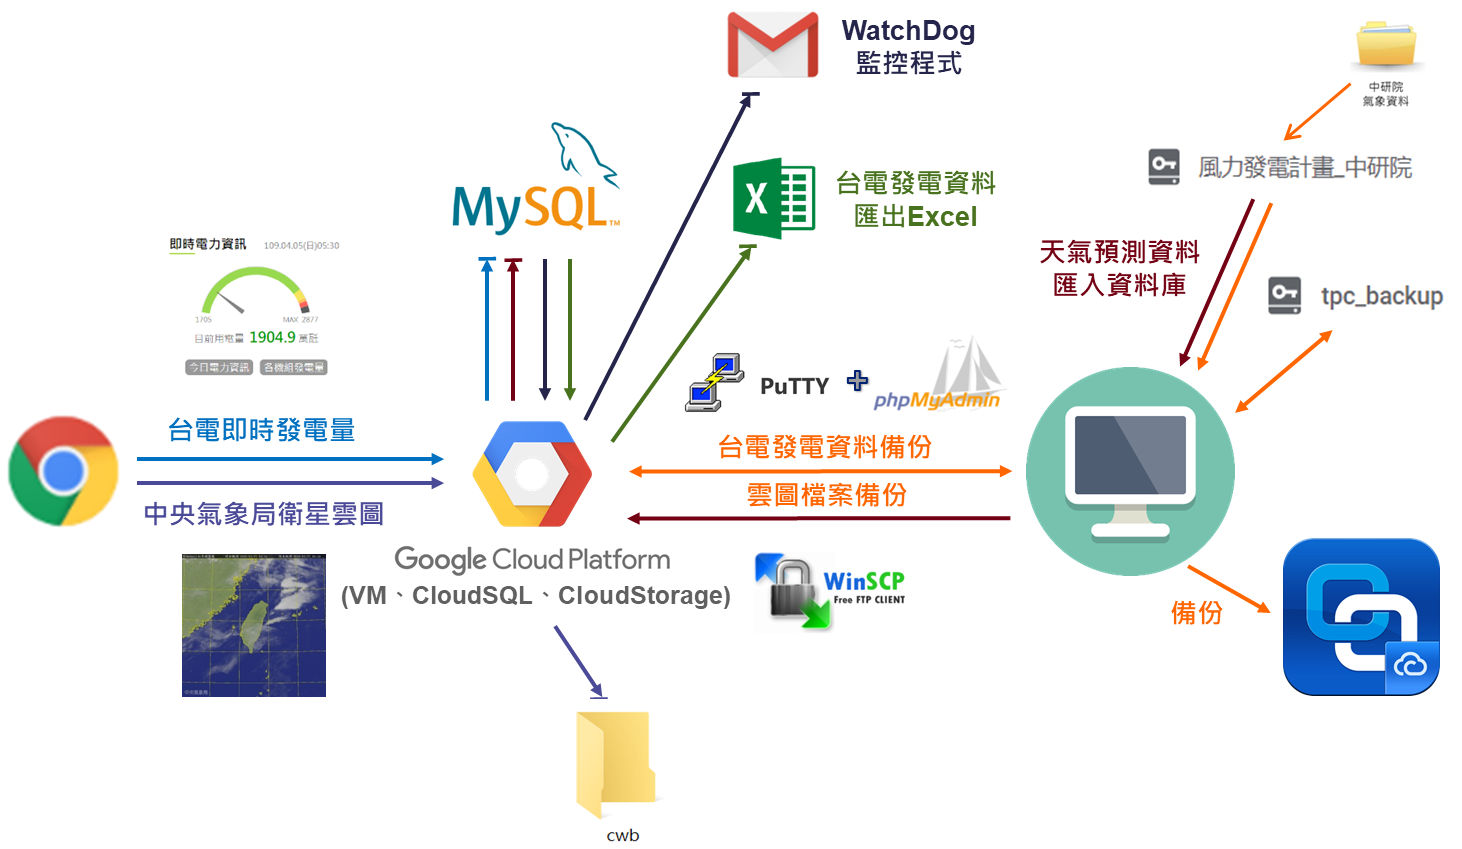 WatchDog
監控程式
中研院
氣象資料
MySQL™
台電發電資料
匯出Excel
風力發電計畫_中研院
即時電力資訊 109.04.05(日)05:30
1705 MAX 2877
目前用電量 1904.9 萬瓩
今日電力資訊 各機組發電量
天氣預測資料
匯入資料庫
tpc_backup
PuTTY
phpMyAdmin
台電即時發電量
台電發電資料備份
中央氣象局衛星雲圖
雲圖檔案備份
Google Cloud Platform
(VM、CloudSQL、CloudStorage)
WinSCP
Free FTP CLIENT
備份
cwb